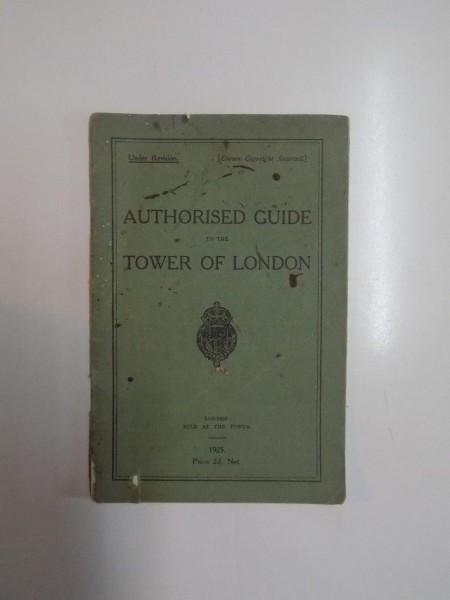 Under Revision.
[Crown Copyright Reserved.]
AUTHORISED GUIDE
TO THE
TOWER OF LONDON
LONDON:
SOLD AT THE TOWER.
1925.
Price 2d. Net